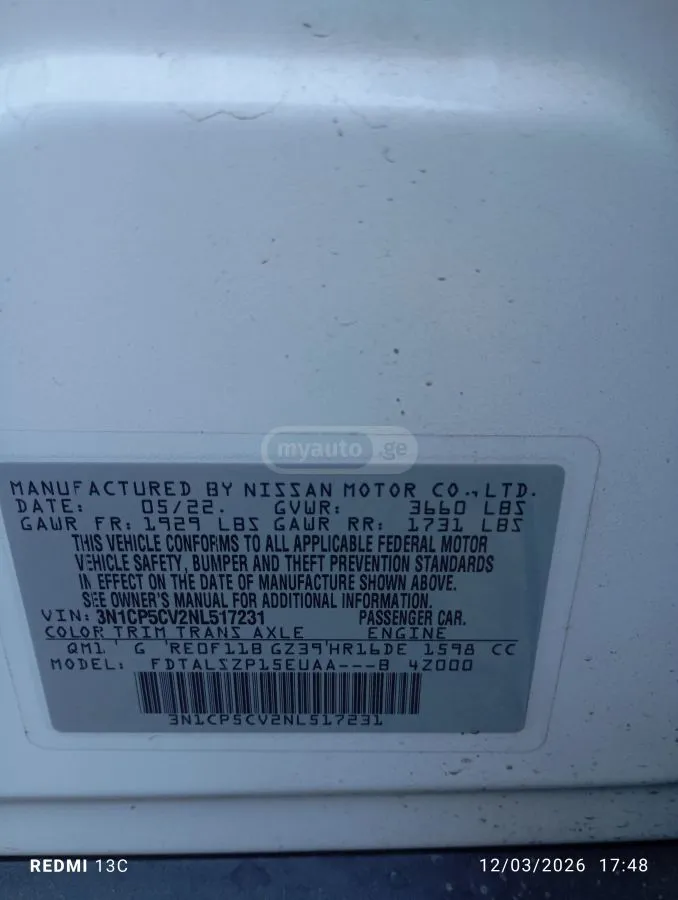 myauto.ge
MANUFACTURED BY NISSAN MOTOR CO., LTD.
DATE: 05/22. GVWR: 3660 LBS
GAWR FR: 1929 LBS GAWR RR: 1731 LBS
THIS VEHICLE CONFORMS TO ALL APPLICABLE FEDERAL MOTOR
VEHICLE SAFETY, BUMPER AND THEFT PREVENTION STANDARDS
IN EFFECT ON THE DATE OF MANUFACTURE SHOWN ABOVE.
SEE OWNER'S MANUAL FOR ADDITIONAL INFORMATION.
VIN: 3N1CP5CV2NL517231 PASSENGER CAR.
COLOR TRIM TRANS AXLE ENGINE
QM1 G RE0F11B GZ39 HR16DE 1598 CC
MODEL: FDTALSZP15EUAA---B 4Z000
3N1CP5CV2NL517231
REDMI 13C 12/03/2026 17:48